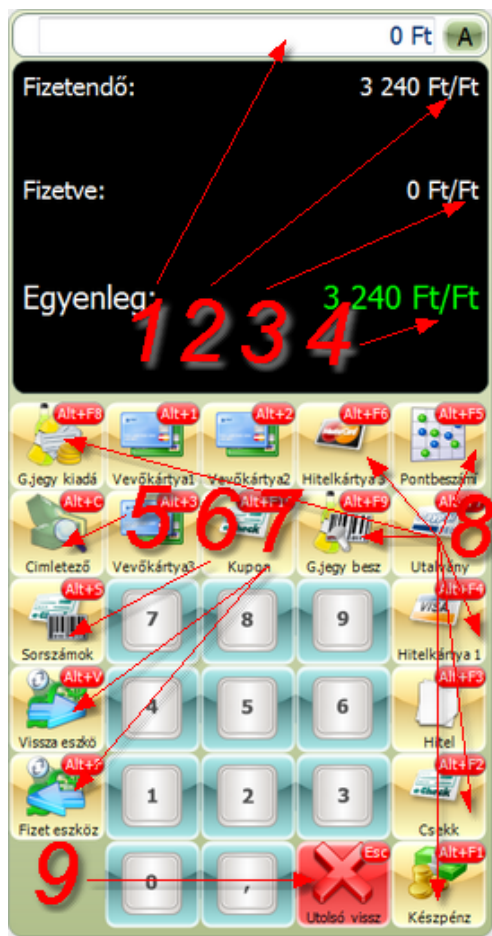 0 Ft A
Fizetendő: 3 240 Ft/Ft
Fizetve: 0 Ft/Ft
Egyenleg: 3 240 Ft/Ft
1 2 3 4
Alt+F8 Alt+1 Alt+2 Alt+F6 Alt+F5
G.jegy kiadá Vevőkártya1 Vevőkártya2 Hitelkártya 3 Pontbeszámí
Alt+C Alt+3 Alt+F9
5 6 7 8
Cimletező Vevőkártya3 Kupon G.jegy besz Utalvány
Alt+S 7 8 9 Alt+F4
Sorszámok Hitelkártya 1
Alt+V 4 5 6 Alt+F3
Vissza eszkö Hitel
1 2 3 Alt+F2
Fizet eszköz Csekk
9 0 , Esc Alt+F1
Utolsó vissz Készpénz